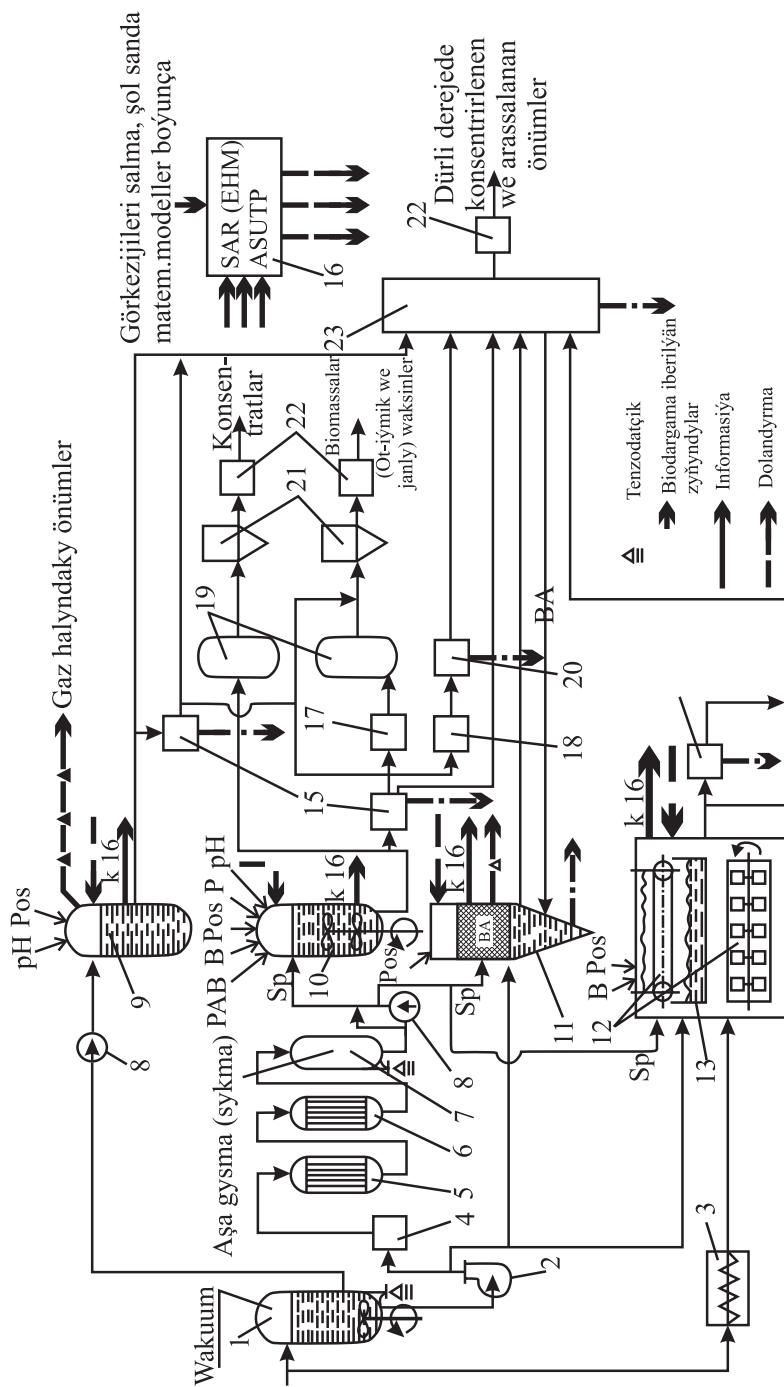 Görkezijileri salma, şol sanda
matem.modeller boýunça
SAR (EHM)
ASUTP
16
Gaz halyndaky önümler
Dürli derejede
konsentrirlenen
we arassalanan
önümler
22
23
Konsen-
tratlar
22
Biomassalar
(Ot-iýmik we
janly) waksinler
21
19
15
17
18
20
BA
pH Pos
k 16
9
8
PAB B Pos P pH
Sp
k 16
10
Aşa gysma (sykma)
4
5
6
7
8
Pos
Sp
k 16
BA
11
Wakuum
1
2
3
B Pos
Sp
12
13
k 16
Tenzodatçik
Biodargama iberilýän
zyňyndylar
Informasiýa
Dolandyrma